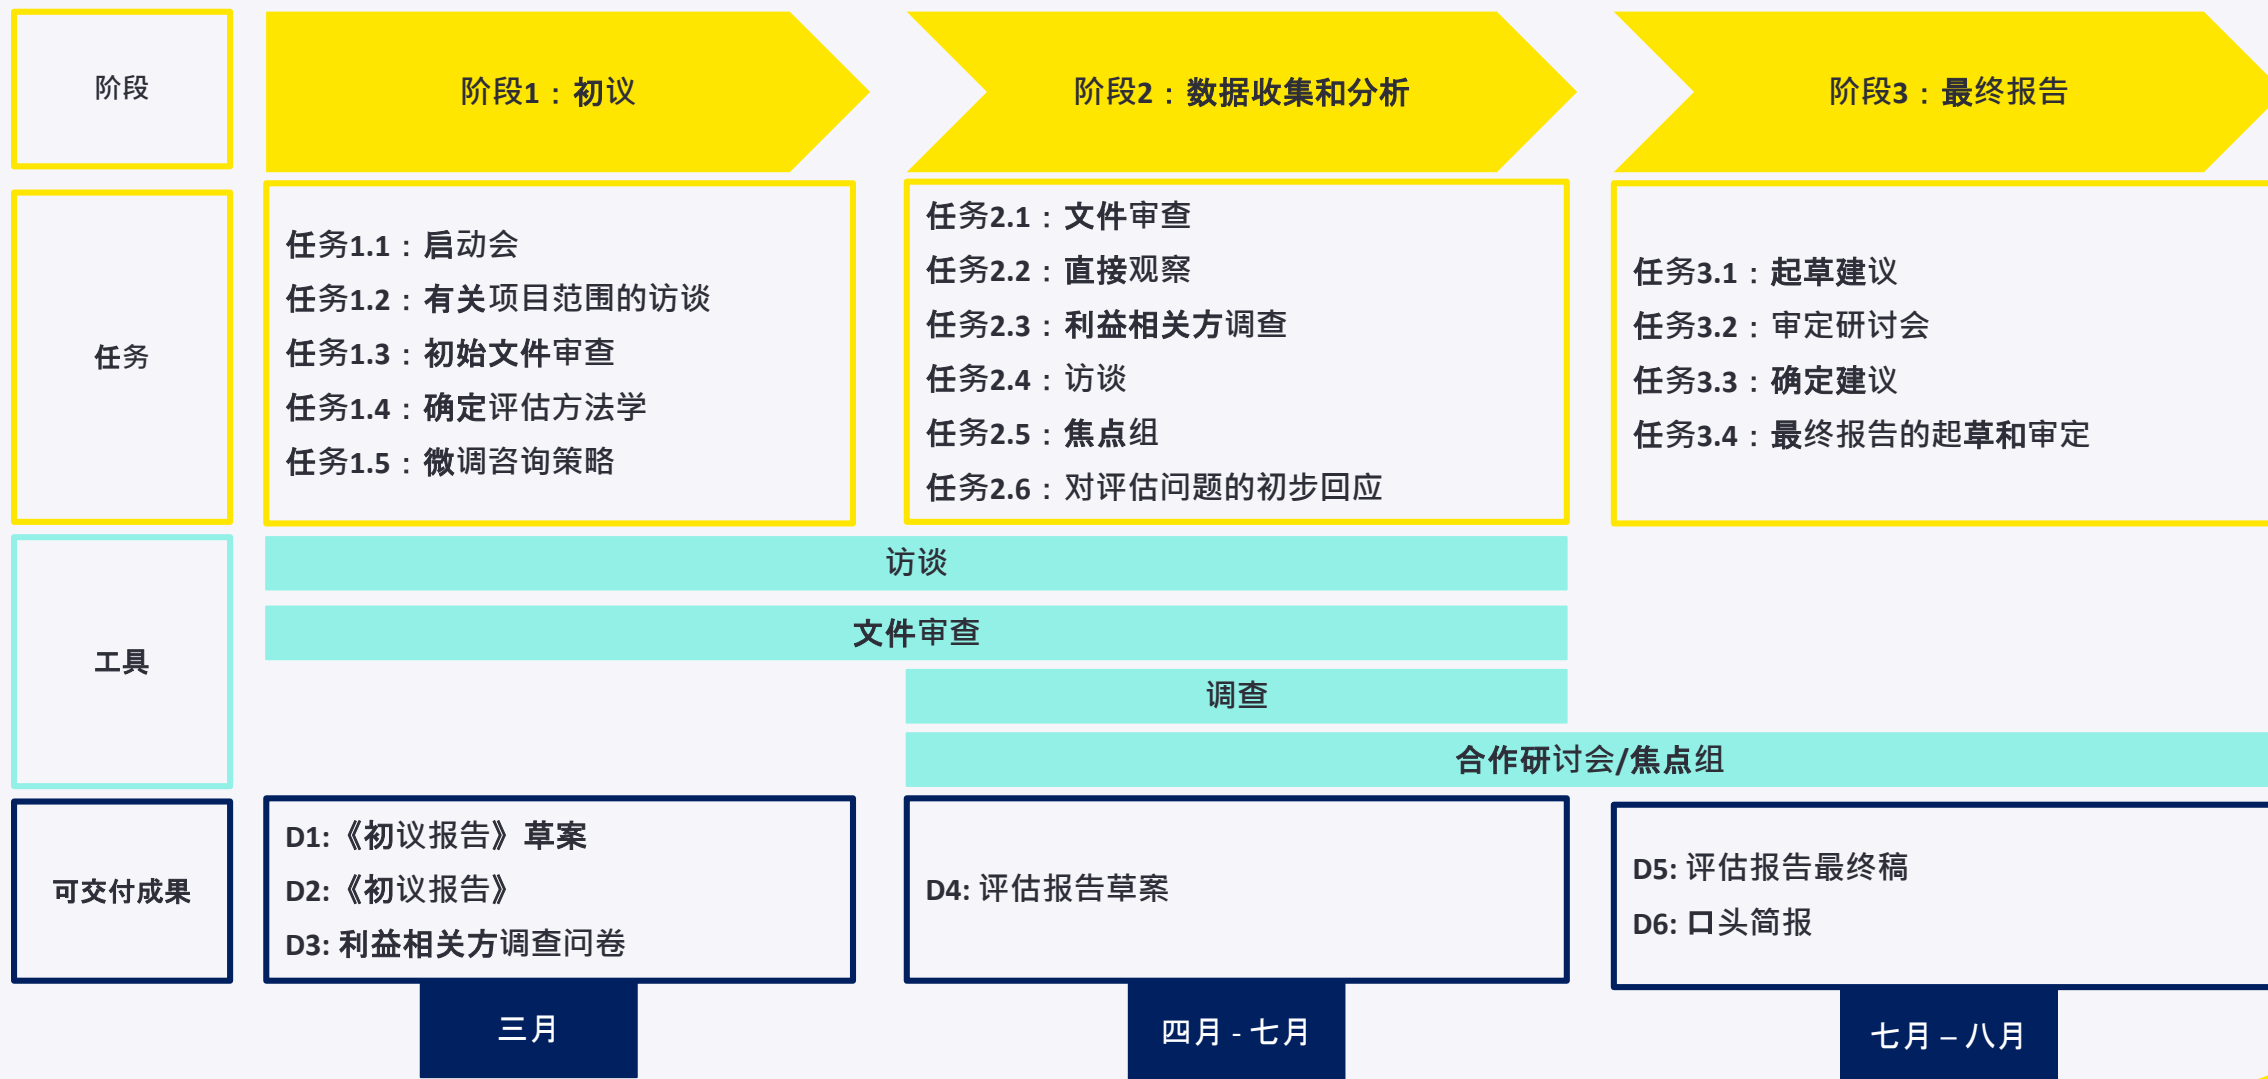 阶段
阶段1：初议
阶段2：数据收集和分析
阶段3：最终报告
任务
任务1.1：启动会
任务1.2：有关项目范围的访谈
任务1.3：初始文件审查
任务1.4：确定评估方法学
任务1.5：微调咨询策略
任务2.1：文件审查
任务2.2：直接观察
任务2.3：利益相关方调查
任务2.4：访谈
任务2.5：焦点组
任务2.6：对评估问题的初步回应
任务3.1：起草建议
任务3.2：审定研讨会
任务3.3：确定建议
任务3.4：最终报告的起草和审定
工具
访谈
文件审查
调查
合作研讨会/焦点组
可交付成果
D1:《初议报告》草案
D2:《初议报告》
D3: 利益相关方调查问卷
D4: 评估报告草案
D5: 评估报告最终稿
D6: 口头简报
三月
四月 - 七月
七月 – 八月